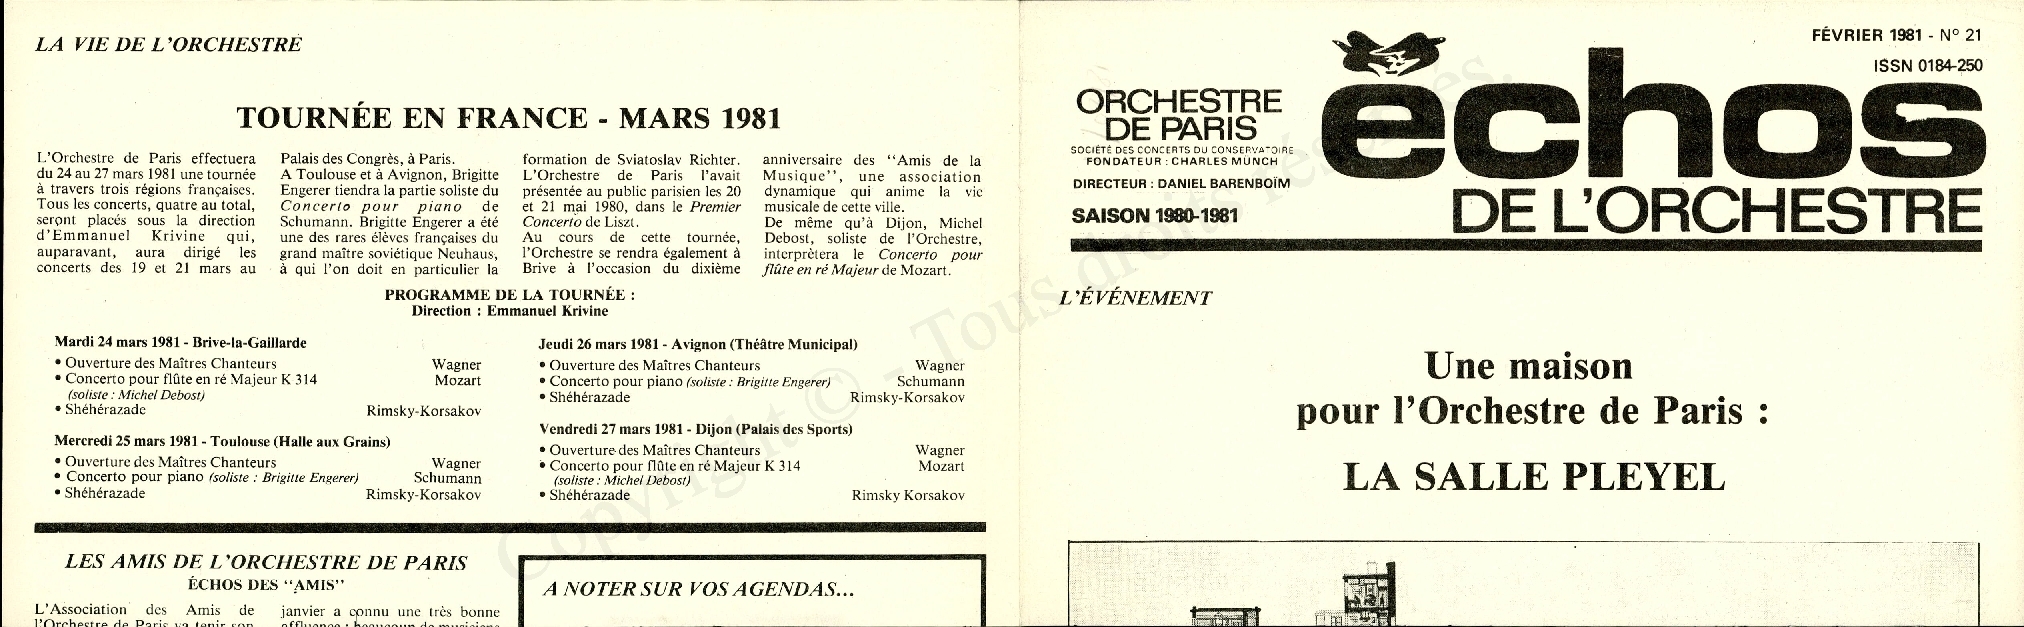 LA VIE DE L'ORCHESTRE
TOURNÉE EN FRANCE - MARS 1981
L'Orchestre de Paris effectuera
du 24 au 27 mars 1981 une tournée
à travers trois régions françaises.
Tous les concerts, quatre au total,
seront placés sous la direction
d'Emmanuel Krivine qui,
auparavant, aura dirigé les
concerts des 19 et 21 mars au
Palais des Congrès, à Paris.
A Toulouse et à Avignon, Brigitte
Engerer tiendra la partie soliste du
Concerto pour piano de
Schumann. Brigitte Engerer a été
une des rares élèves françaises du
grand maître soviétique Neuhaus,
à qui l'on doit en particulier la
formation de Sviatoslav Richter.
L'Orchestre de Paris l'avait
présentée au public parisien les 20
et 21 mai 1980, dans le Premier
Concerto de Liszt.
Au cours de cette tournée,
l'Orchestre se rendra également à
Brive à l'occasion du dixième
anniversaire des "Amis de la
Musique", une association
dynamique qui anime la vie
musicale de cette ville.
De même qu'à Dijon, Michel
Debost, soliste de l'Orchestre,
interprètera le Concerto pour
flûte en ré Majeur de Mozart.
PROGRAMME DE LA TOURNÉE :
Direction : Emmanuel Krivine
Mardi 24 mars 1981 - Brive-la-Gaillarde
• Ouverture des Maîtres Chanteurs Wagner
• Concerto pour flûte en ré Majeur K 314 Mozart
(soliste : Michel Debost)
• Shéhérazade Rimsky-Korsakov
Mercredi 25 mars 1981 - Toulouse (Halle aux Grains)
• Ouverture des Maîtres Chanteurs Wagner
• Concerto pour piano (soliste : Brigitte Engerer) Schumann
• Shéhérazade Rimsky-Korsakov
Jeudi 26 mars 1981 - Avignon (Théâtre Municipal)
• Ouverture des Maîtres Chanteurs Wagner
• Concerto pour piano (soliste : Brigitte Engerer) Schumann
• Shéhérazade Rimsky-Korsakov
Vendredi 27 mars 1981 - Dijon (Palais des Sports)
• Ouverture des Maîtres Chanteurs Wagner
• Concerto pour flûte en ré Majeur K 314 Mozart
(soliste : Michel Debost)
• Shéhérazade Rimsky Korsakov
LES AMIS DE L'ORCHESTRE DE PARIS
ÉCHOS DES "AMIS"
L'Association des Amis de
l'Orchestre de Paris va tenir son
janvier a connu une très bonne
affluence : beaucoup de musiciens
A NOTER SUR VOS AGENDAS...
FÉVRIER 1981 - Nº 21
ISSN 0184-250
ORCHESTRE
DE PARIS
SOCIÉTÉ DES CONCERTS DU CONSERVATOIRE
FONDATEUR : CHARLES MUNCH
DIRECTEUR : DANIEL BARENBOÏM
SAISON 1980-1981
échos
DE L'ORCHESTRE
L'ÉVÉNEMENT
Une maison
pour l'Orchestre de Paris :
LA SALLE PLEYEL
Copyright © - Tous droits réservés.